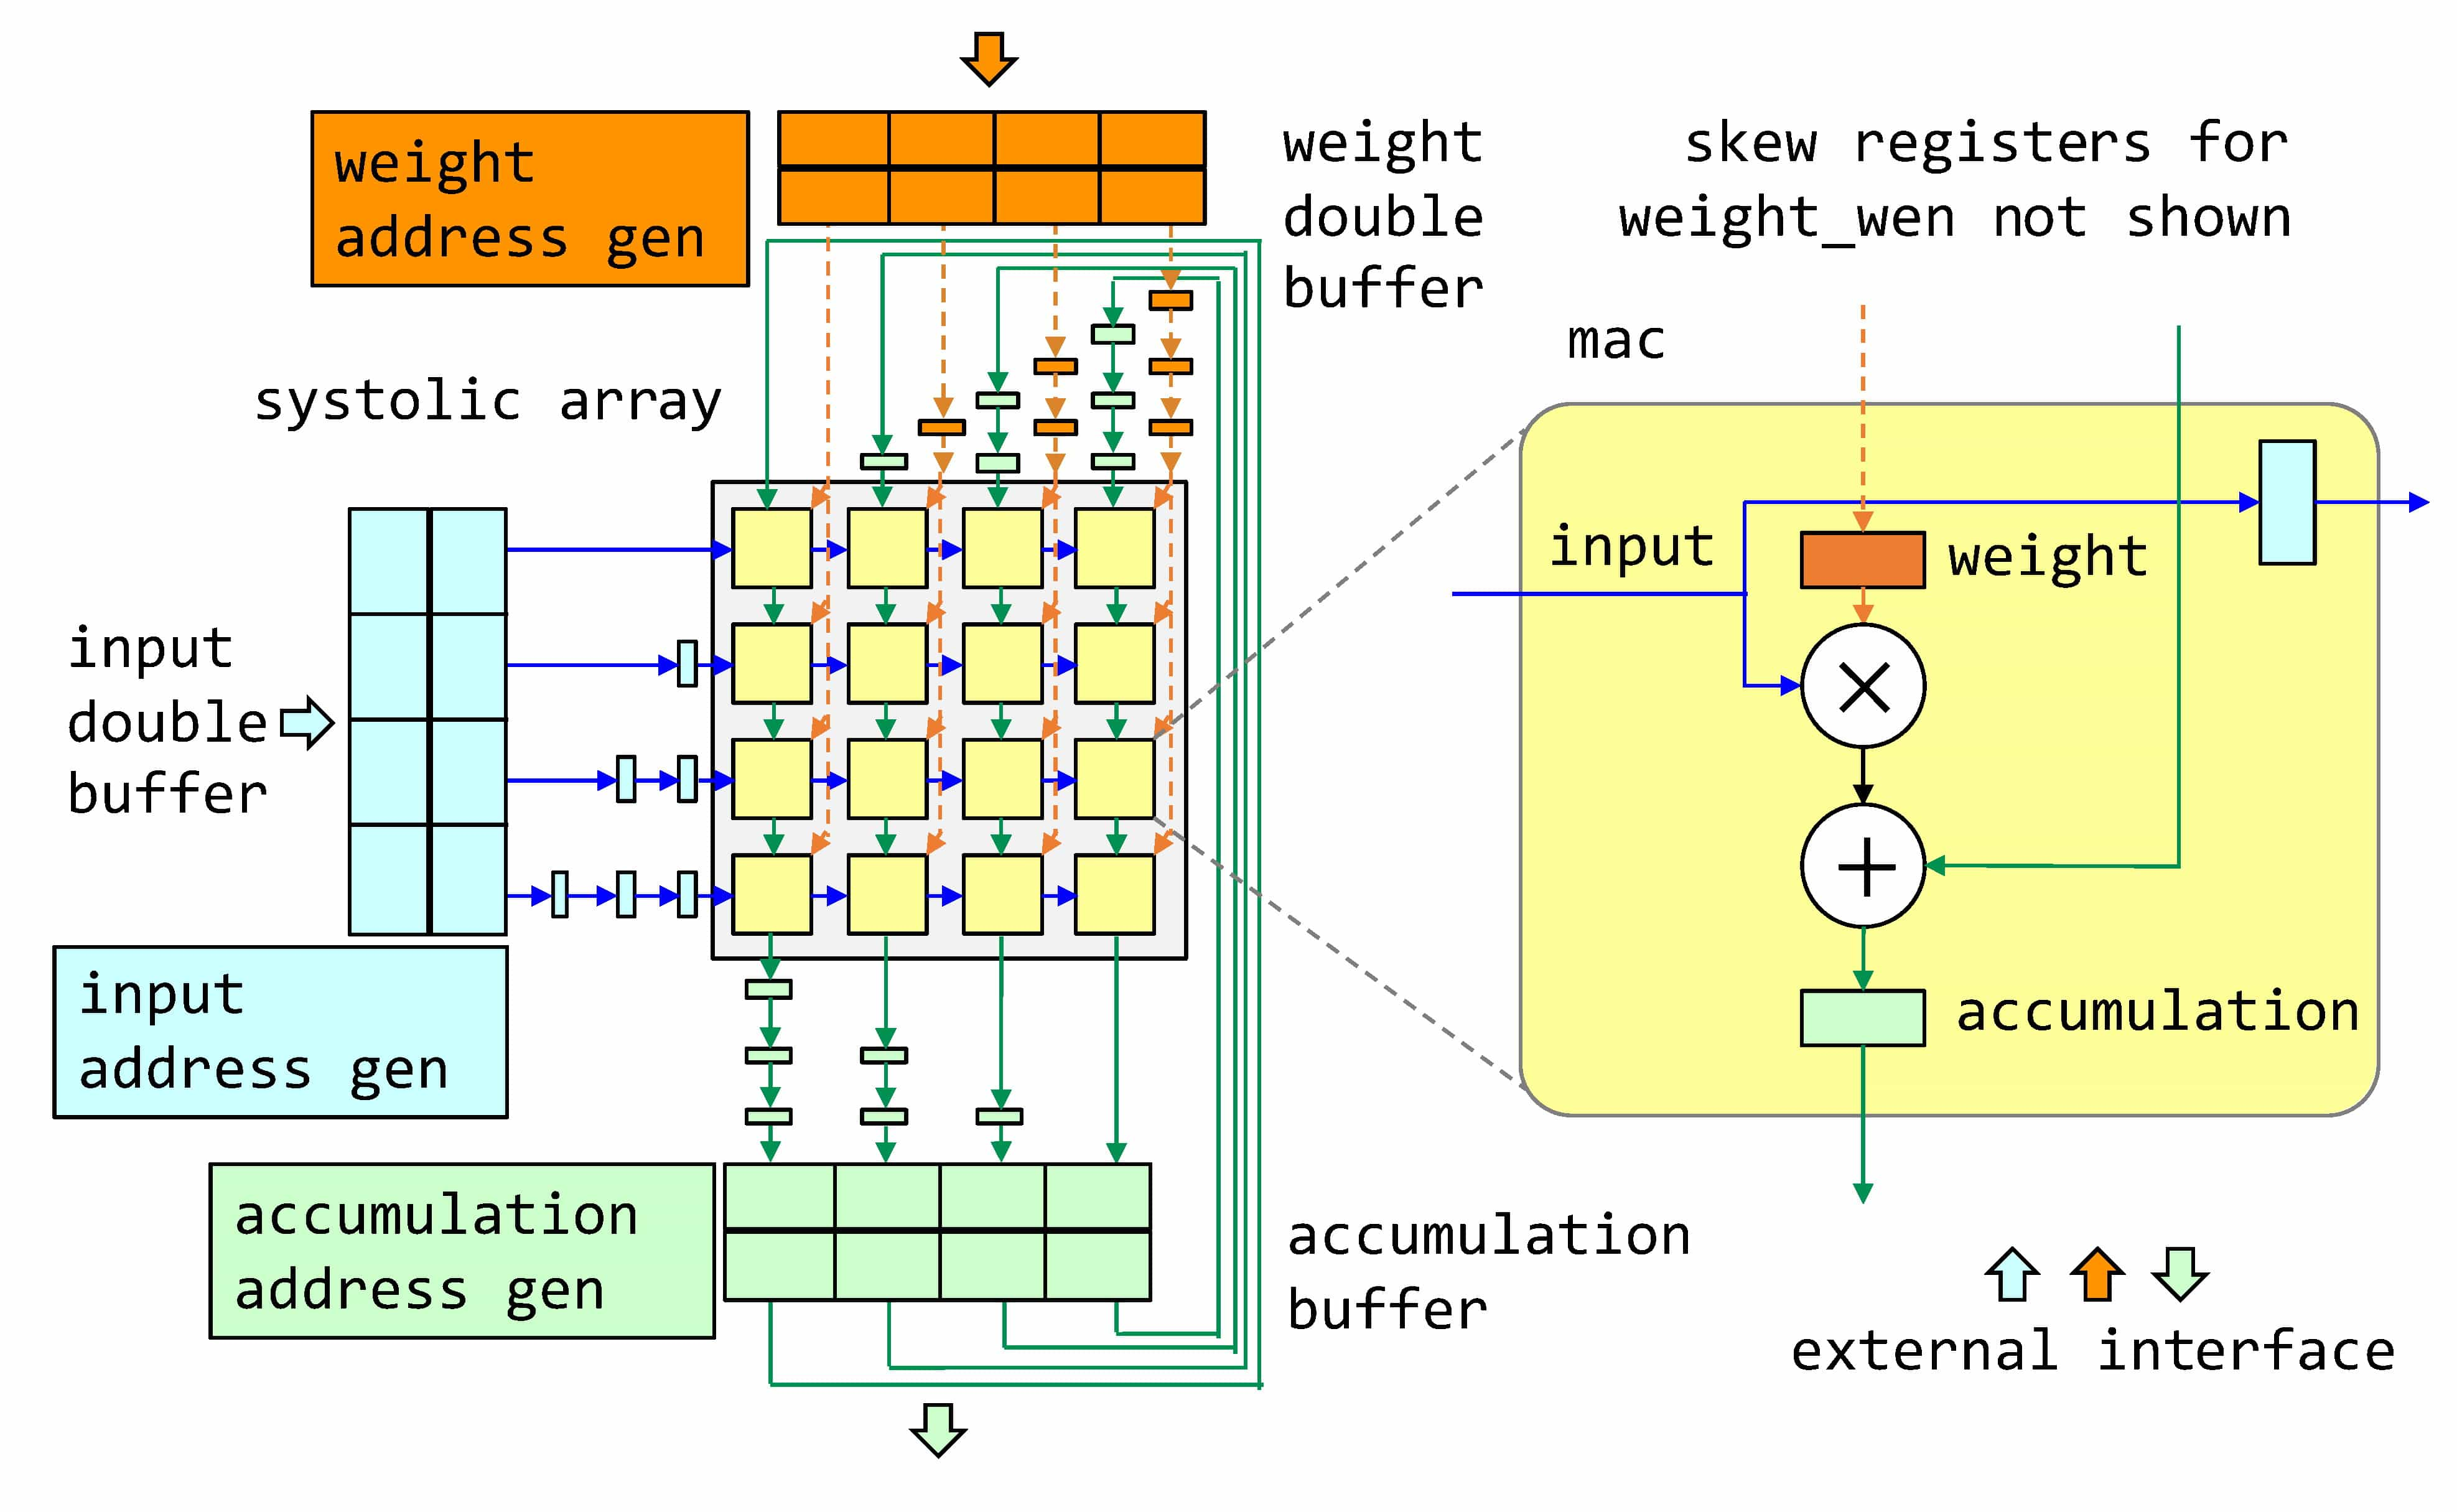 weight
address gen
weight
double
buffer
skew registers for
weight_wen not shown
mac
systolic array
input
weight
input
double
buffer
accumulation
input
address gen
accumulation
address gen
accumulation
buffer
external interface